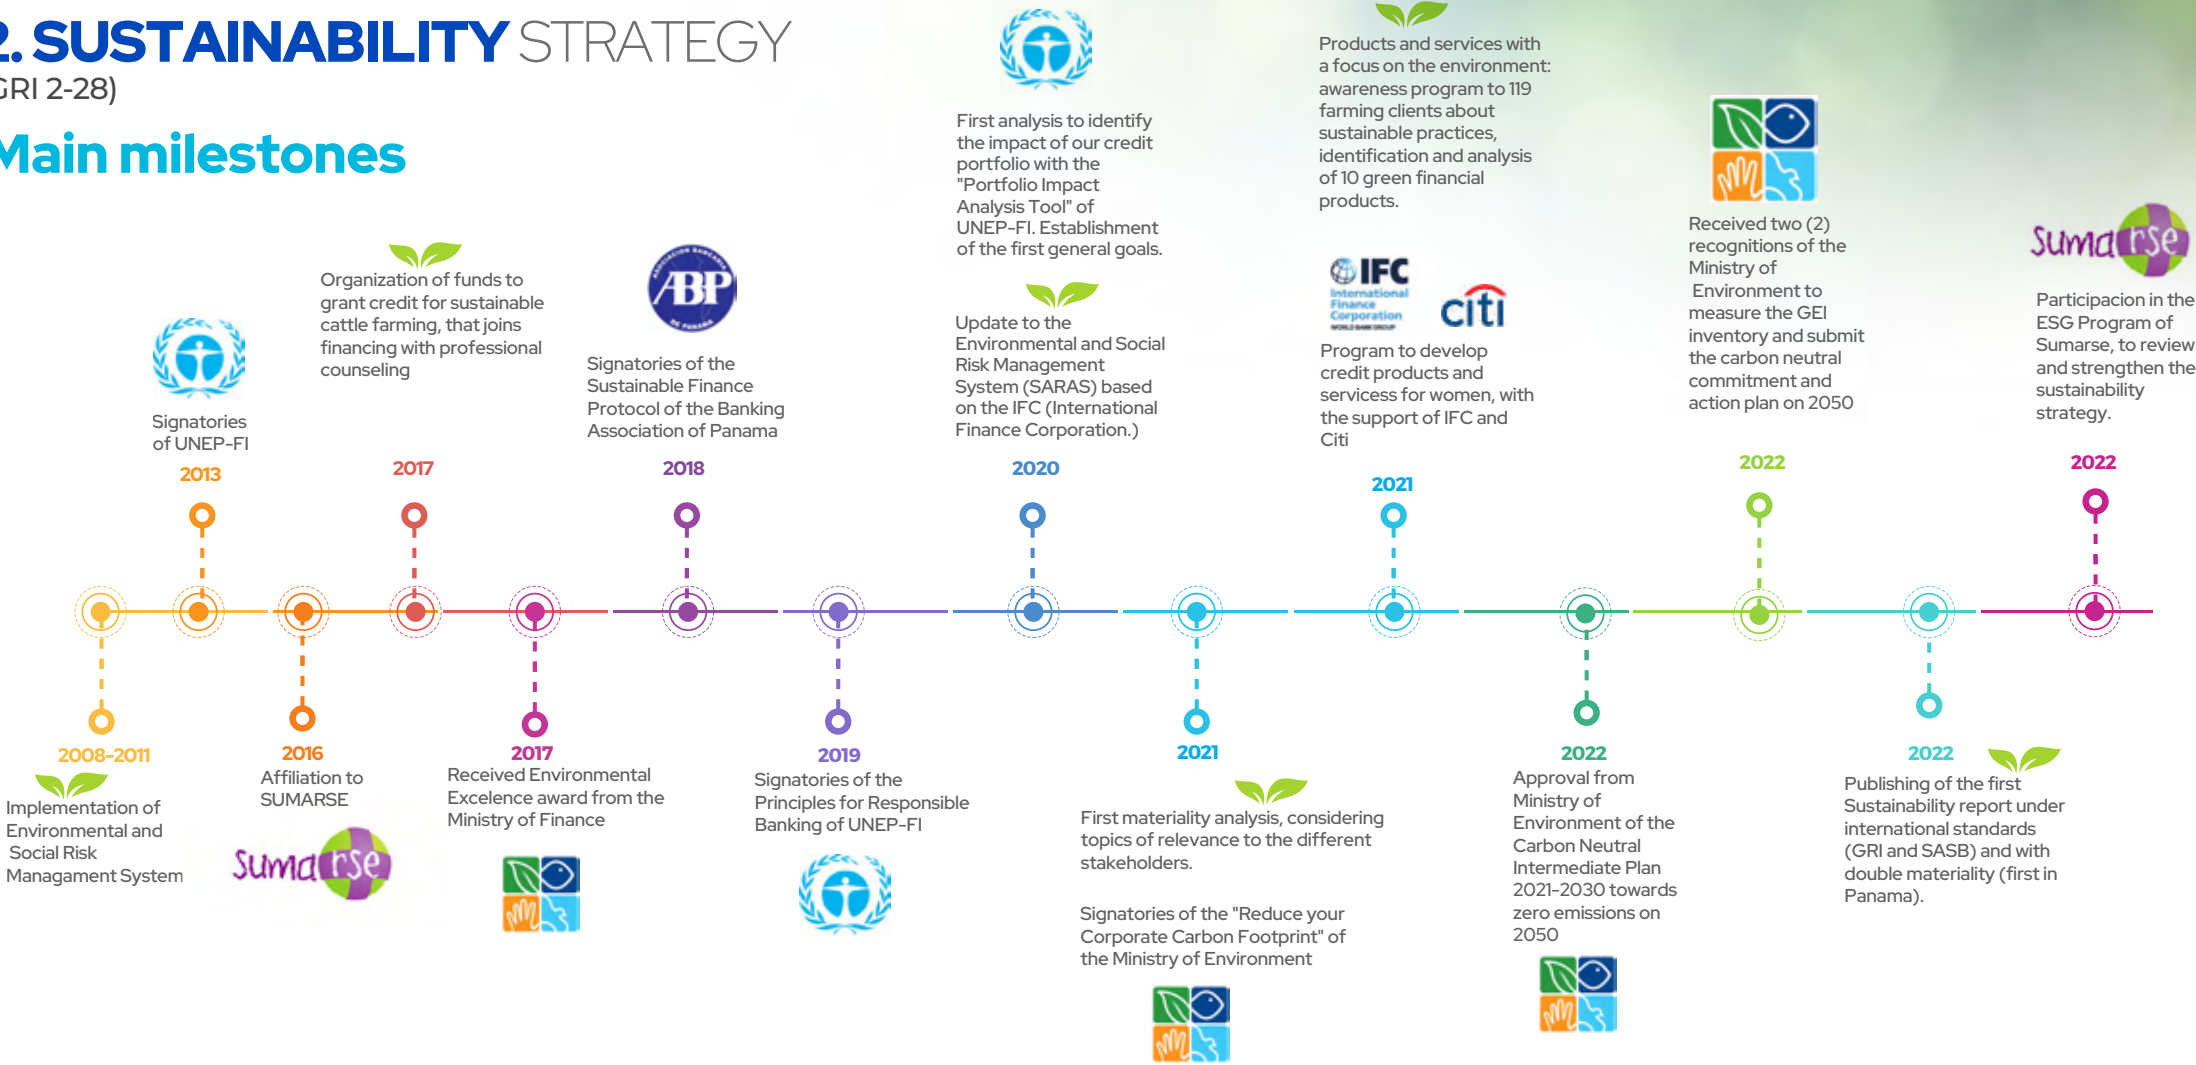 2. SUSTAINABILITY STRATEGY
GRI 2-28)
Main milestones
Implementation of
Environmental and
Social Risk
Managament System
2008-2011
Signatories
of UNEP-FI
2013
2016
Affiliation to
SUMARSE
sumarse
Organization of funds to
grant credit for sustainable
cattle farming, that joins
financing with professional
counseling
2017
2017
Received Environmental
Excelence award from the
Ministry of Finance
ASOCIACION BANCARIA
ABP
DE PANAMA
Signatories of the
Sustainable Finance
Protocol of the Banking
Association of Panama
2018
2019
Signatories of the
Principles for Responsible
Banking of UNEP-FI
First analysis to identify
the impact of our credit
portfolio with the
"Portfolio Impact
Analysis Tool" of
UNEP-FI. Establishment
of the first general goals.
Update to the
Environmental and Social
Risk Management
System (SARAS) based
on the IFC (International
Finance Corporation.)
2020
2021
First materiality analysis, considering
topics of relevance to the different
stakeholders.
Signatories of the "Reduce your
Corporate Carbon Footprint" of
the Ministry of Environment
Products and services with
a focus on the environment:
awareness program to 119
farming clients about
sustainable practices,
identification and analysis
of 10 green financial
products.
IFC
International
Finance
Corporation
WORLD BANK GROUP
citi
Program to develop
credit products and
servicess for women, with
the support of IFC and
Citi
2021
2022
Approval from
Ministry of
Environment of the
Carbon Neutral
Intermediate Plan
2021-2030 towards
zero emissions on
2050
Received two (2)
recognitions of the
Ministry of
Environment to
measure the GEI
inventory and submit
the carbon neutral
commitment and
action plan on 2050
2022
2022
Publishing of the first
Sustainability report under
international standards
(GRI and SASB) and with
double materiality (first in
Panama).
sumarse
Participacion in the
ESG Program of
Sumarse, to review
and strengthen the
sustainability
strategy.
2022